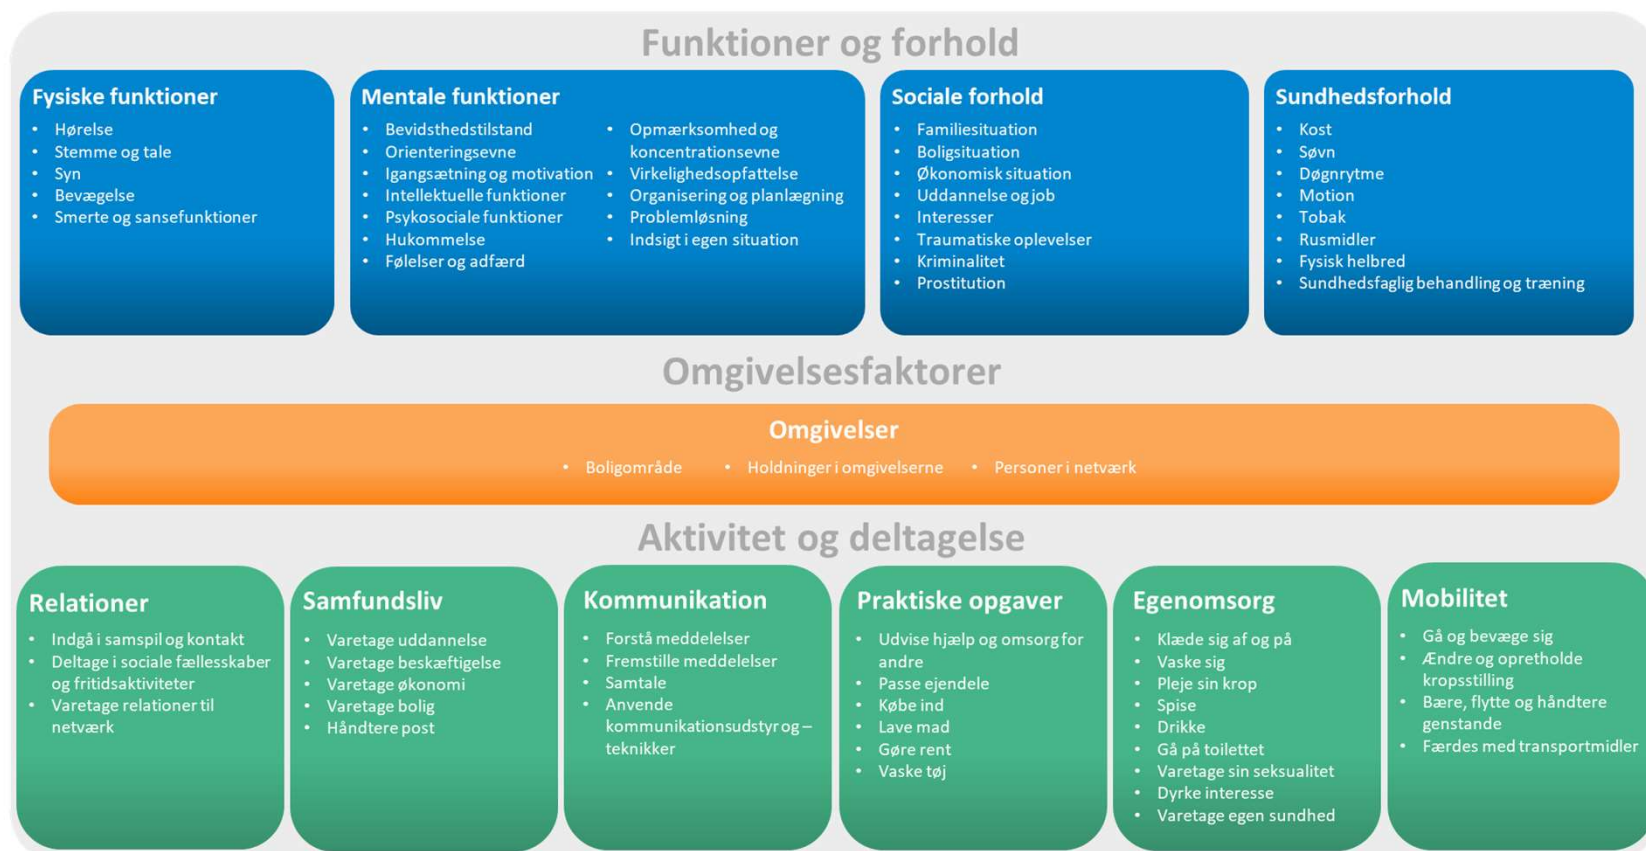 Funktioner og forhold
Fysiske funktioner
• Hørelse
• Stemme og tale
• Syn
• Bevægelse
• Smerte og sansefunktioner
Mentale funktioner
• Bevidsthedstilstand
• Orienteringsevne
• Igangsætning og motivation
• Intellektuelle funktioner
• Psykosociale funktioner
• Hukommelse
• Følelser og adfærd
• Opmærksomhed og
koncentrationsevne
• Virkelighedsopfattelse
• Organisering og planlægning
• Problemløsning
• Indsigt i egen situation
Sociale forhold
• Familiesituation
• Boligsituation
• Økonomisk situation
• Uddannelse og job
• Interesser
• Traumatiske oplevelser
• Kriminalitet
• Prostitution
Sundhedsforhold
• Kost
• Søvn
• Døgnrytme
• Motion
• Tobak
• Rusmidler
• Fysisk helbred
• Sundhedsfaglig behandling og træning
Omgivelsesfaktorer
Omgivelser
• Boligområde • Holdninger i omgivelserne • Personer i netværk
Aktivitet og deltagelse
Relationer
• Indgå i samspil og kontakt
• Deltage i sociale fællesskaber
og fritidsaktiviteter
• Varetage relationer til
netværk
Samfundsliv
• Varetage uddannelse
• Varetage beskæftigelse
• Varetage økonomi
• Varetage bolig
• Håndtere post
Kommunikation
• Forstå meddelelser
• Fremstille meddelelser
• Samtale
• Anvende
kommunikationsudstyr og –
teknikker
Praktiske opgaver
• Udvise hjælp og omsorg for
andre
• Passe ejendele
• Købe ind
• Lave mad
• Gøre rent
• Vaske tøj
Egenomsorg
• Klæde sig af og på
• Vaske sig
• Pleje sin krop
• Spise
• Drikke
• Gå på toilettet
• Varetage sin seksualitet
• Dyrke interesse
• Varetage egen sundhed
Mobilitet
• Gå og bevæge sig
• Ændre og opretholde
kropsstilling
• Bære, flytte og håndtere
genstande
• Færdes med transportmidler